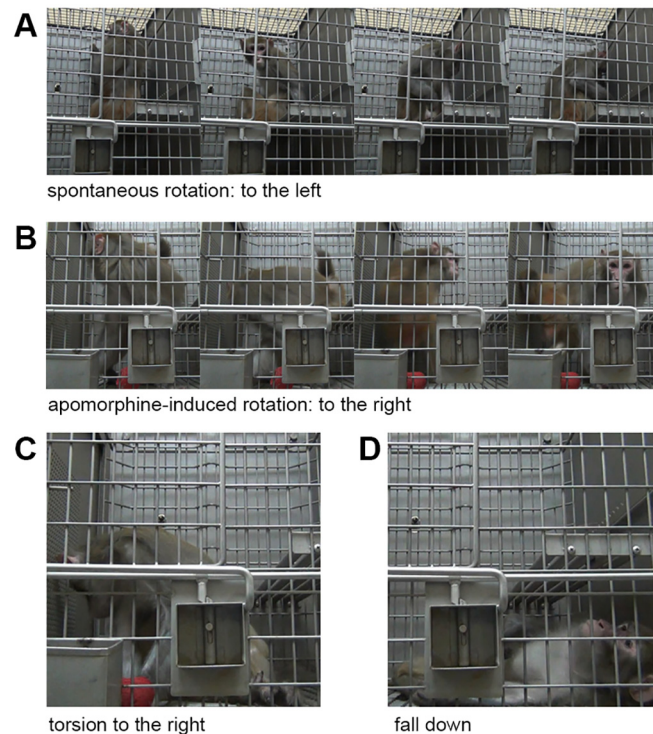 A
spontaneous rotation: to the left
B
apomorphine-induced rotation: to the right
C
D
torsion to the right
fall down